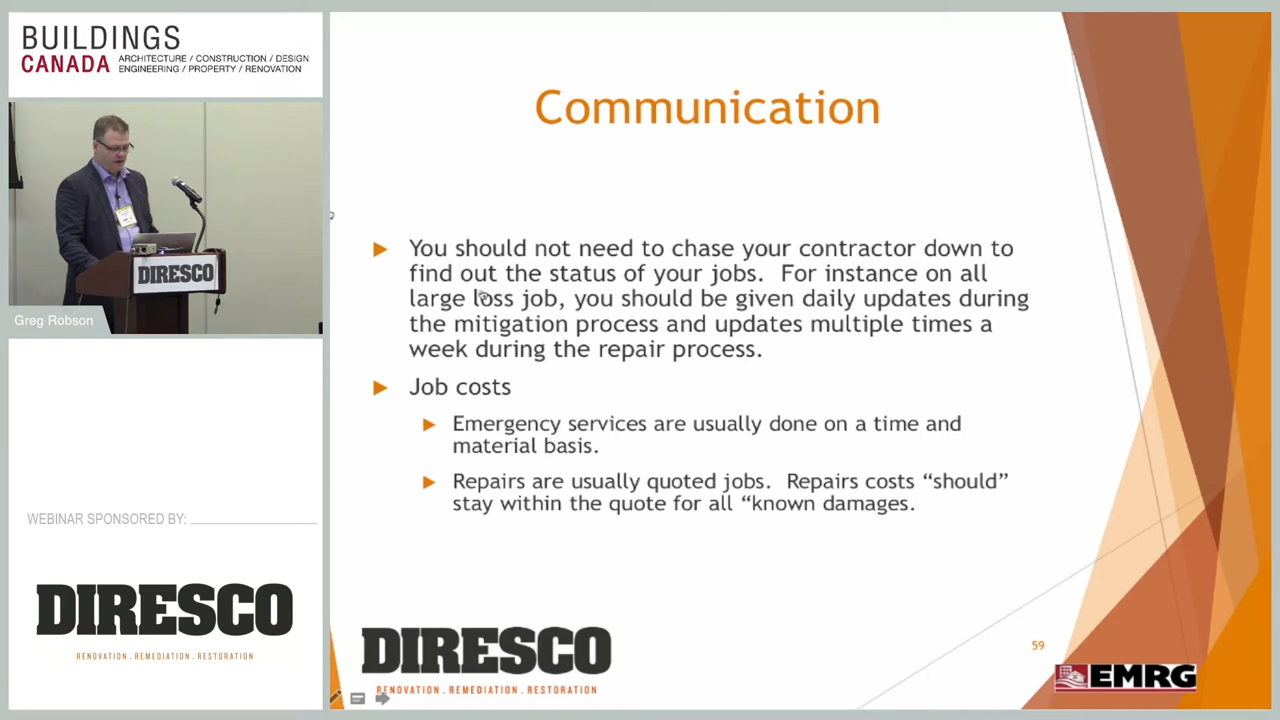 BUILDINGS
CANADA ARCHITECTURE / CONSTRUCTION / DESIGN
ENGINEERING / PROPERTY / RENOVATION
DIRESCO
Greg Robson
WEBINAR SPONSORED BY:
DIRESCO
RENOVATION . REMEDIATION . RESTORATION
Communication
You should not need to chase your contractor down to
find out the status of your jobs. For instance on all
large loss job, you should be given daily updates during
the mitigation process and updates multiple times a
week during the repair process.
Job costs
Emergency services are usually done on a time and
material basis.
Repairs are usually quoted jobs. Repairs costs “should”
stay within the quote for all “known damages.
DIRESCO
RENOVATION . REMEDIATION . RESTORATION
59
EMRG